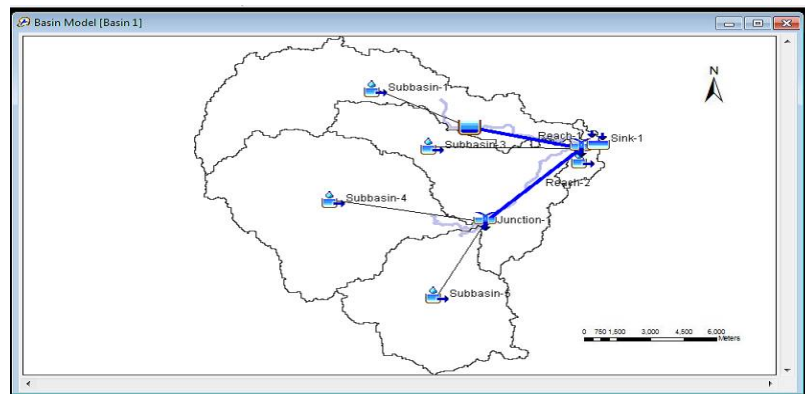 Basin Model [Basin 1]
N
Subbasin-1
Reach-1
Sink-1
Subbasin-3
Reach-2
Subbasin-4
Junction-
Subbasin-5
0 750 1,500 3,000 4,500 6,000
Meters